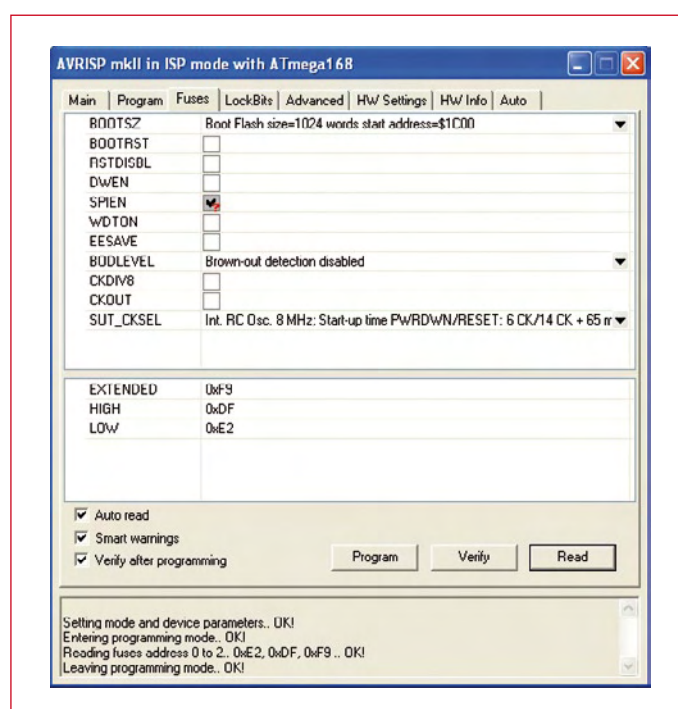 AVRISP mkII in ISP mode with ATmega168
Main Program Fuses LockBits Advanced HW Settings HW Info Auto
BOOTSZ Boot Flash size=1024 words start address=$1C00
BOOTRST
RSTDISBL
DWEN
SPIEN
WDTON
EESAVE
BODLEVEL Brown-out detection disabled
CKDIV8
CKOUT
SUT_CKSEL Int. RC Osc. 8 MHz; Start-up time PWRDWN/RESET: 6 CK/14 CK + 65 m
EXTENDED 0xF9
HIGH 0xDF
LOW 0xE2
Auto read
Smart warnings
Verify after programming
Program Verify Read
Setting mode and device parameters.. OK!
Entering programming mode.. OK!
Reading fuses address 0 to 2.. 0xE2, 0xDF, 0xF9 .. OK!
Leaving programming mode.. OK!